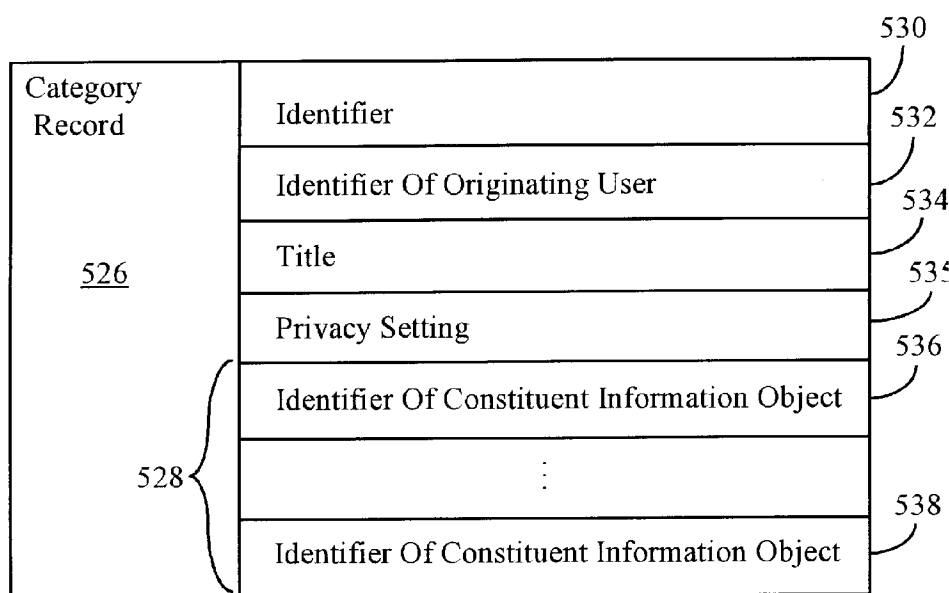 530
Category
Record
Identifier
532
Identifier Of Originating User
534
Title
526
535
Privacy Setting
536
Identifier Of Constituent Information Object
528
⋮
538
Identifier Of Constituent Information Object